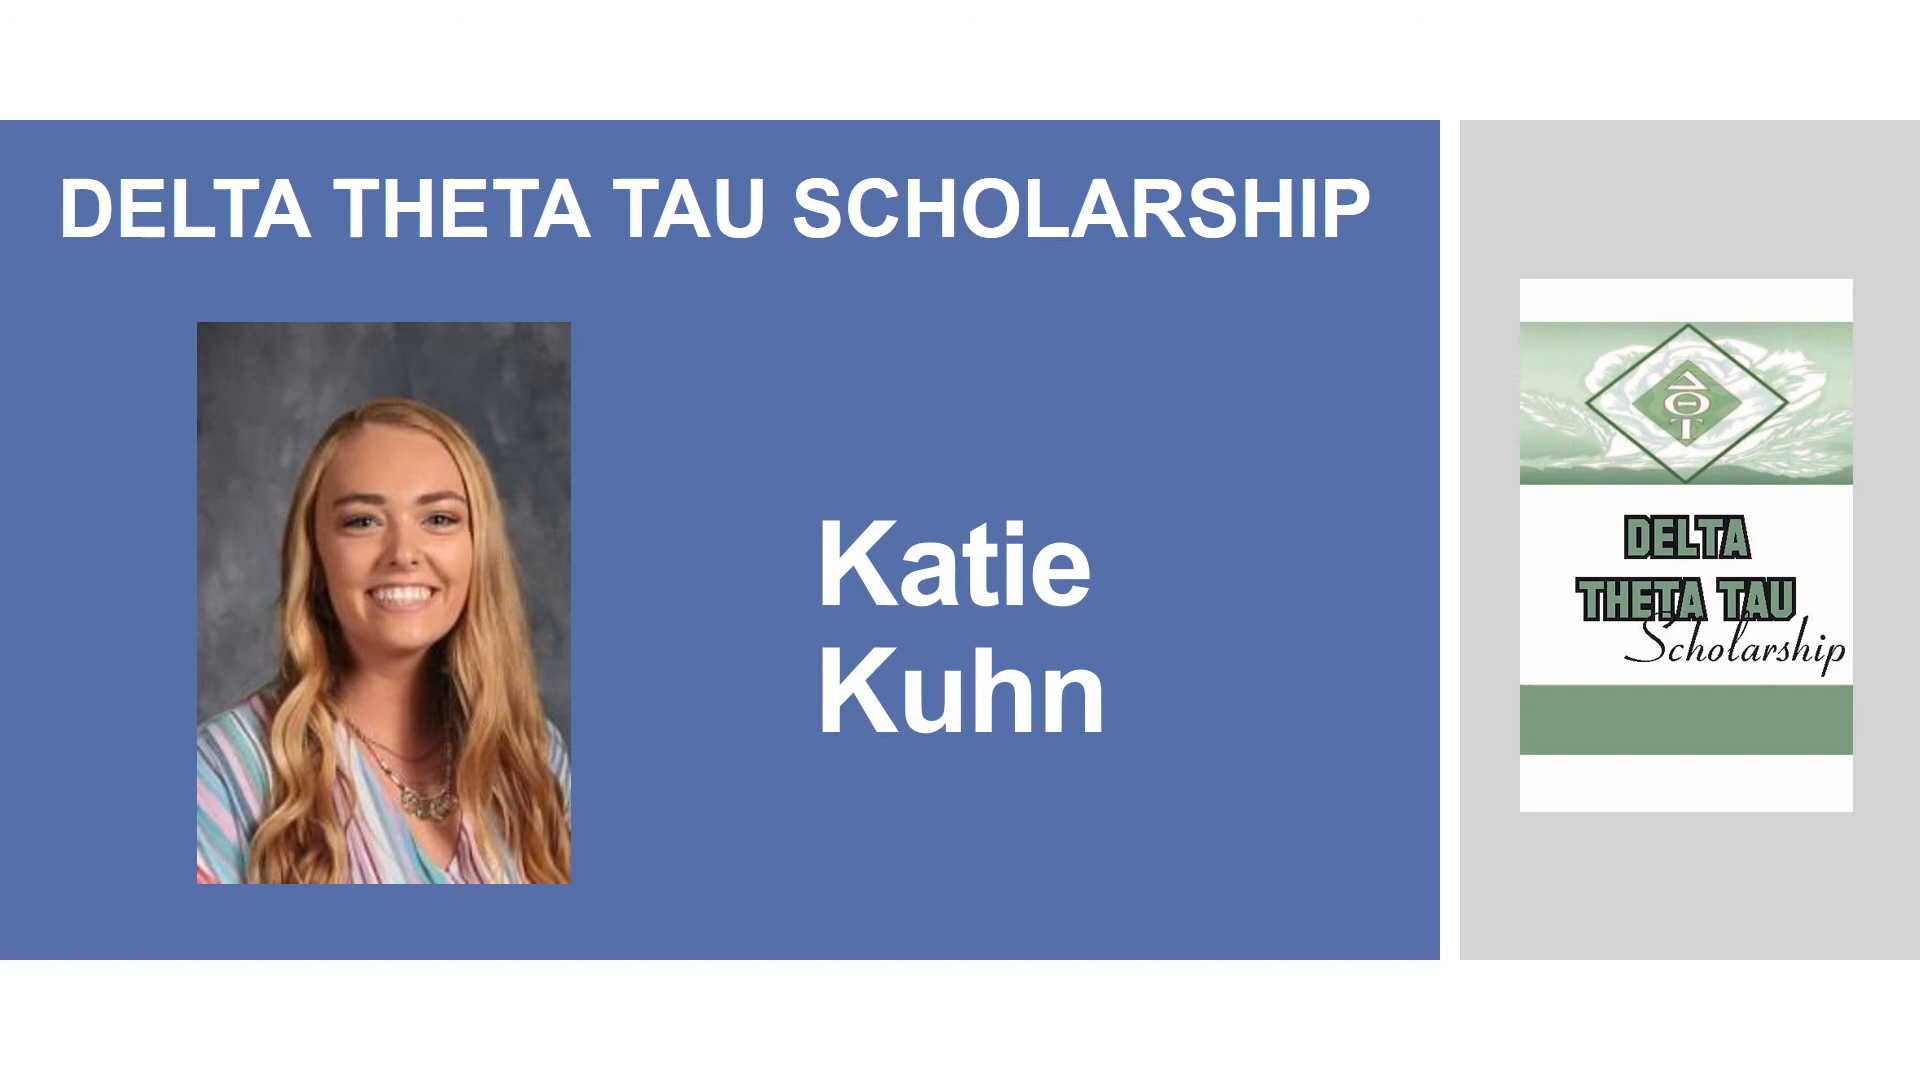 DELTA THETA TAU SCHOLARSHIP
Katie
Kuhn
Δ
Θ
Τ
DELTA
THETA TAU
Scholarship